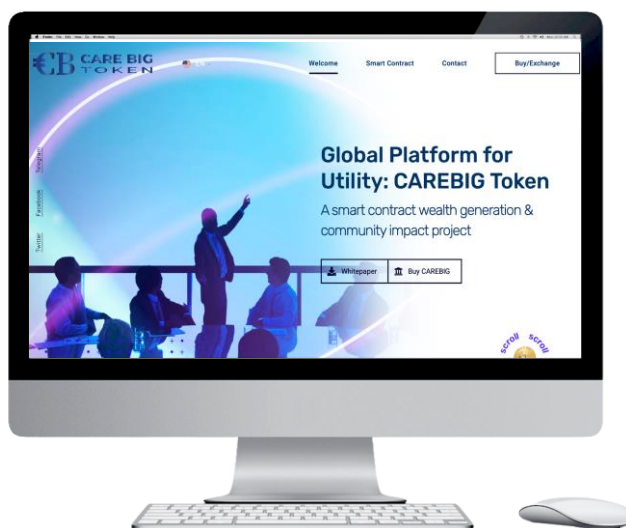 CARE BIG
TOKEN
Welcome
Smart Contract
Contact
Buy/Exchange
Telegram
Facebook
Twitter
Global Platform for
Utility: CAREBIG Token
A smart contract wealth generation &
community impact project
Whitepaper
Buy CAREBIG
scroll scroll